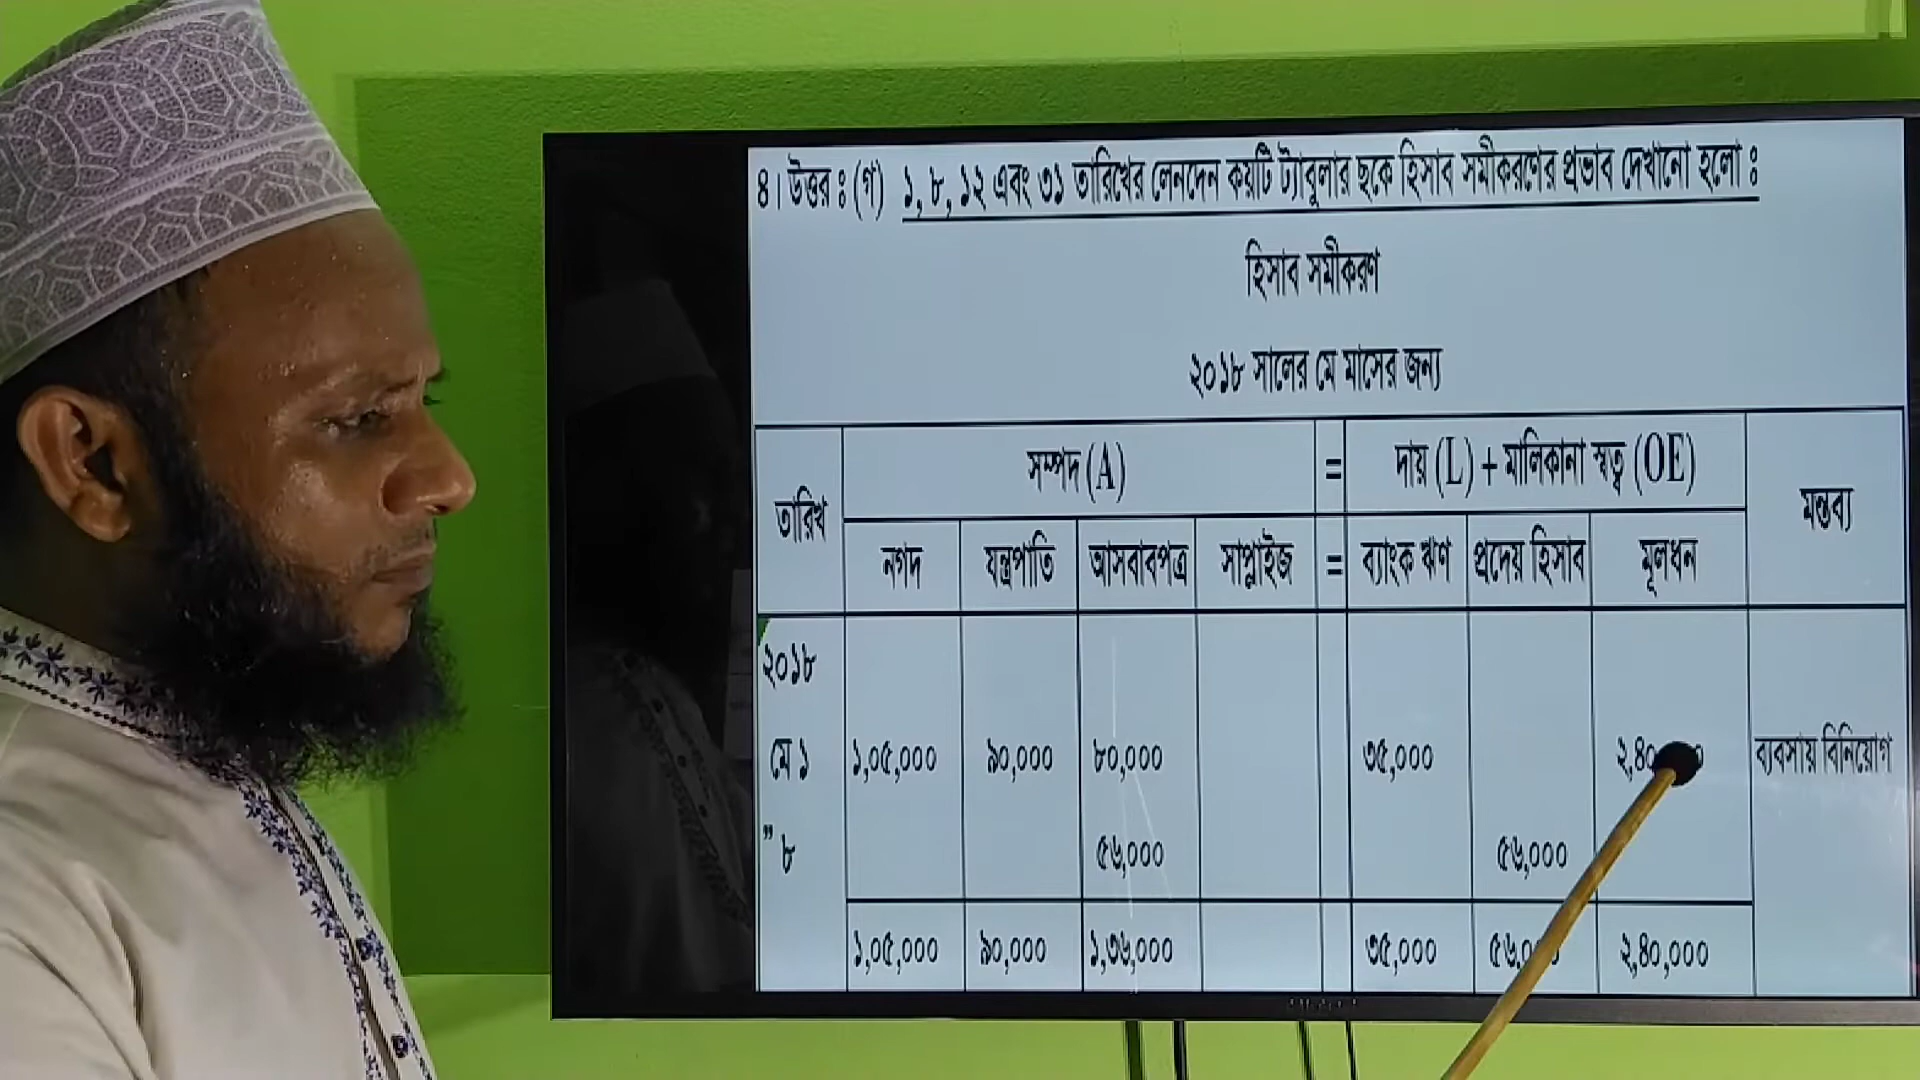 ৪। উত্তর ঃ (গ) ১, ৮, ১২ এবং ৩১ তারিখের লেনদেন কয়টি ট্যাবুলার ছকে হিসাব সমীকরণের প্রভাব দেখানো হলো ঃ
হিসাব সমীকরণ
২০১৮ সালের মে মাসের জন্য
তারিখ সম্পদ (A) = দায় (L) + মালিকানা স্বত্ব (OE) মন্তব্য
নগদ যন্ত্রপাতি আসবাবপত্র সাপ্লাইজ = ব্যাংক ঋণ প্রদেয় হিসাব মূলধন
২০১৮
মে ১ ১,০৫,০০০ ৯০,০০০ ৮০,০০০ ৩৫,০০০ ব্যবসায় বিনিয়োগ
" ৮ ৫৬,০০০ ৫৬,০০০
১,০৫,০০০ ৯০,০০০ ১,৩৬,০০০ ৩৫,০০০ ২,৪০,০০০